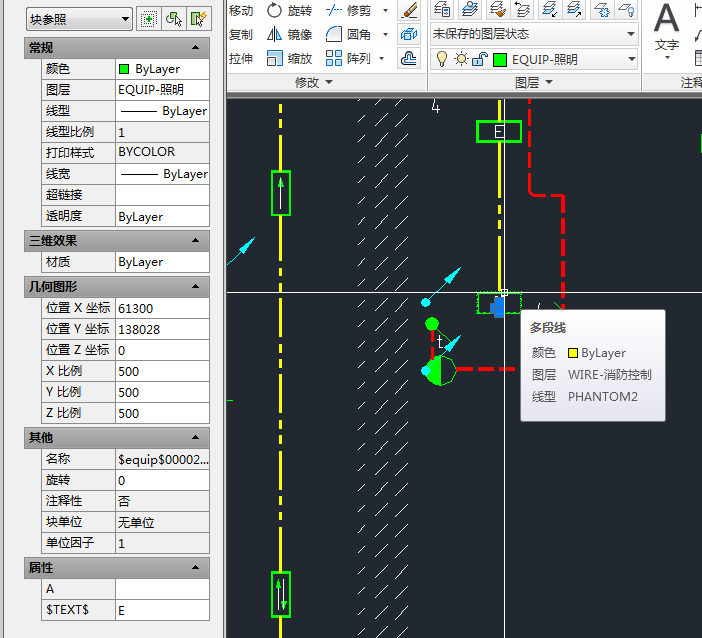 块参照
常规
颜色 ByLayer
图层 EQUIP-照明
线型 ByLayer
线型比例 1
打印样式 BYCOLOR
线宽 ByLayer
超链接
透明度 ByLayer
三维效果
材质 ByLayer
几何图形
位置 X 坐标 61300
位置 Y 坐标 138028
位置 Z 坐标 0
X 比例 500
Y 比例 500
Z 比例 500
其他
名称 $equip$00002...
旋转 0
注释性 否
块单位 无单位
单位因子 1
属性
A
$TEXT$ E
移动 旋转 修剪
复制 镜像 圆角
拉伸 缩放 阵列
修改
未保存的图层状态
EQUIP-照明
图层
A
文字
注释
4
E
t
多段线
颜色 ByLayer
图层 WIRE-消防控制
线型 PHANTOM2